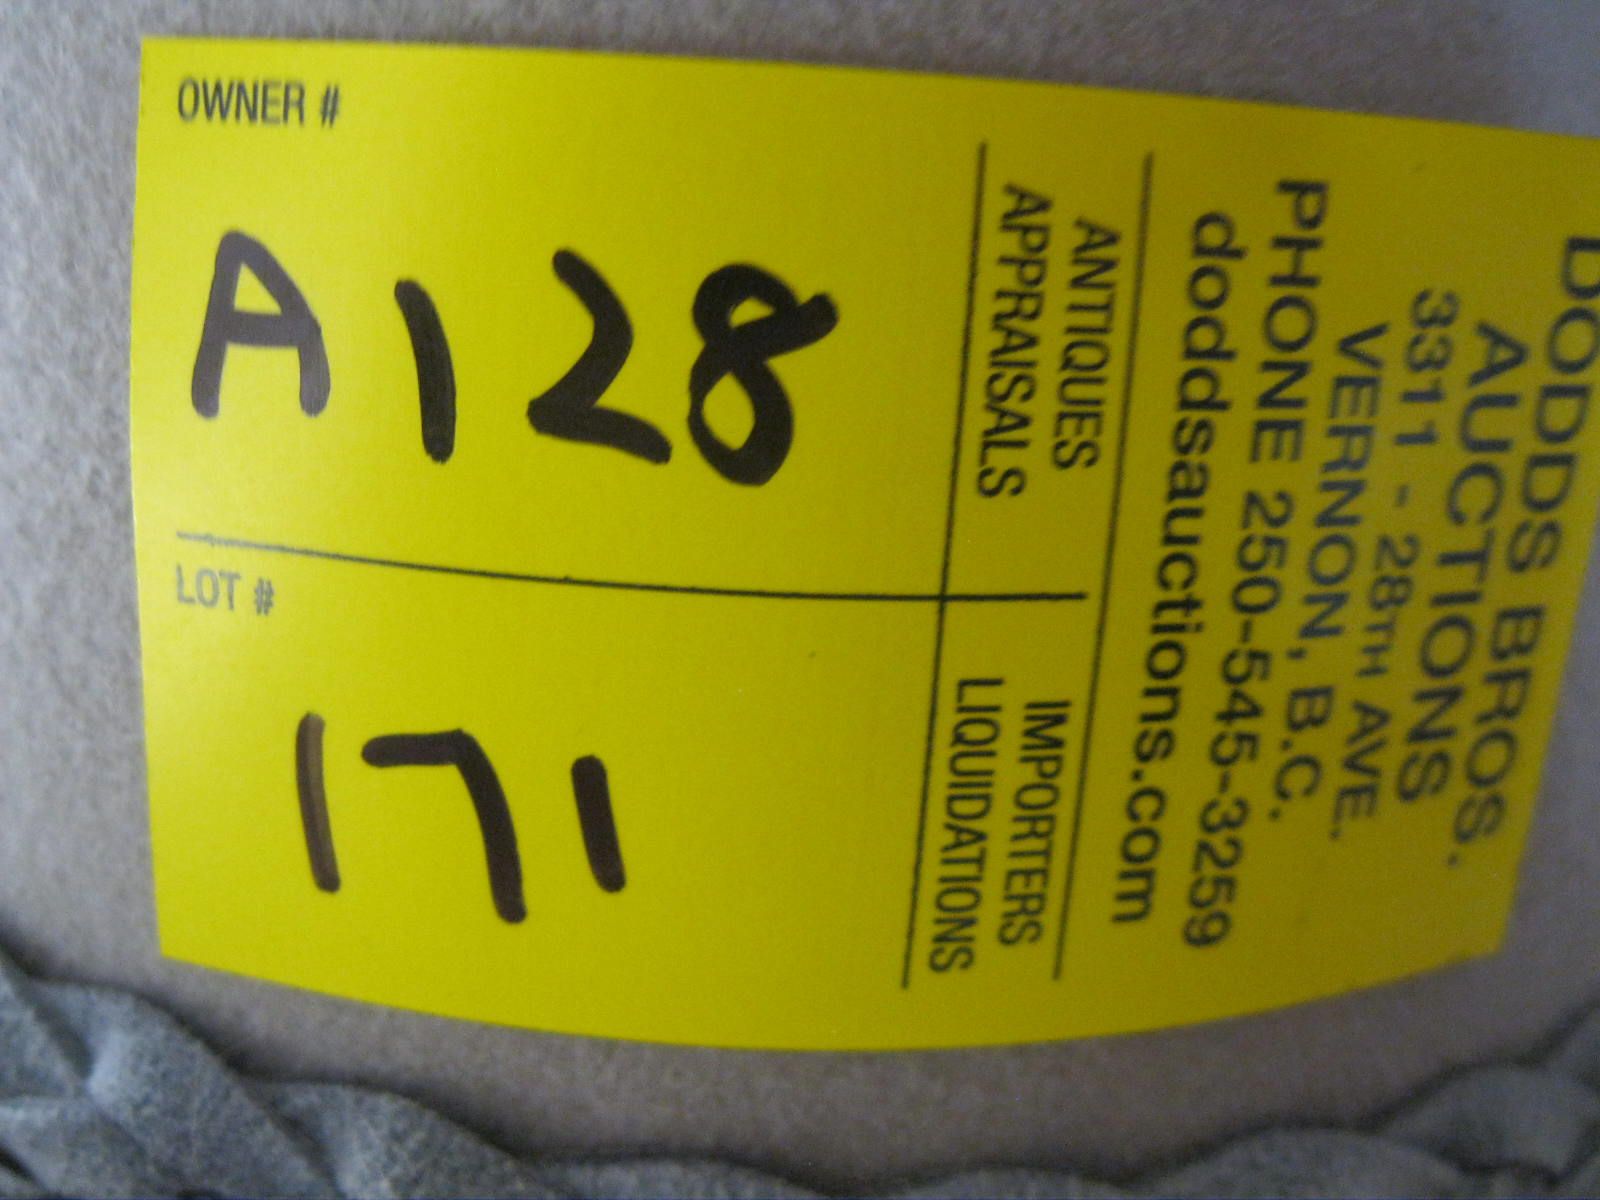 DODDS BROS.
AUCTIONS
3311 - 28TH AVE.
VERNON, B.C.
PHONE 250-545-3259
doddsauctions.com
ANTIQUES
APPRAISALS
IMPORTERS
LIQUIDATIONS
OWNER #
A128
LOT #
171